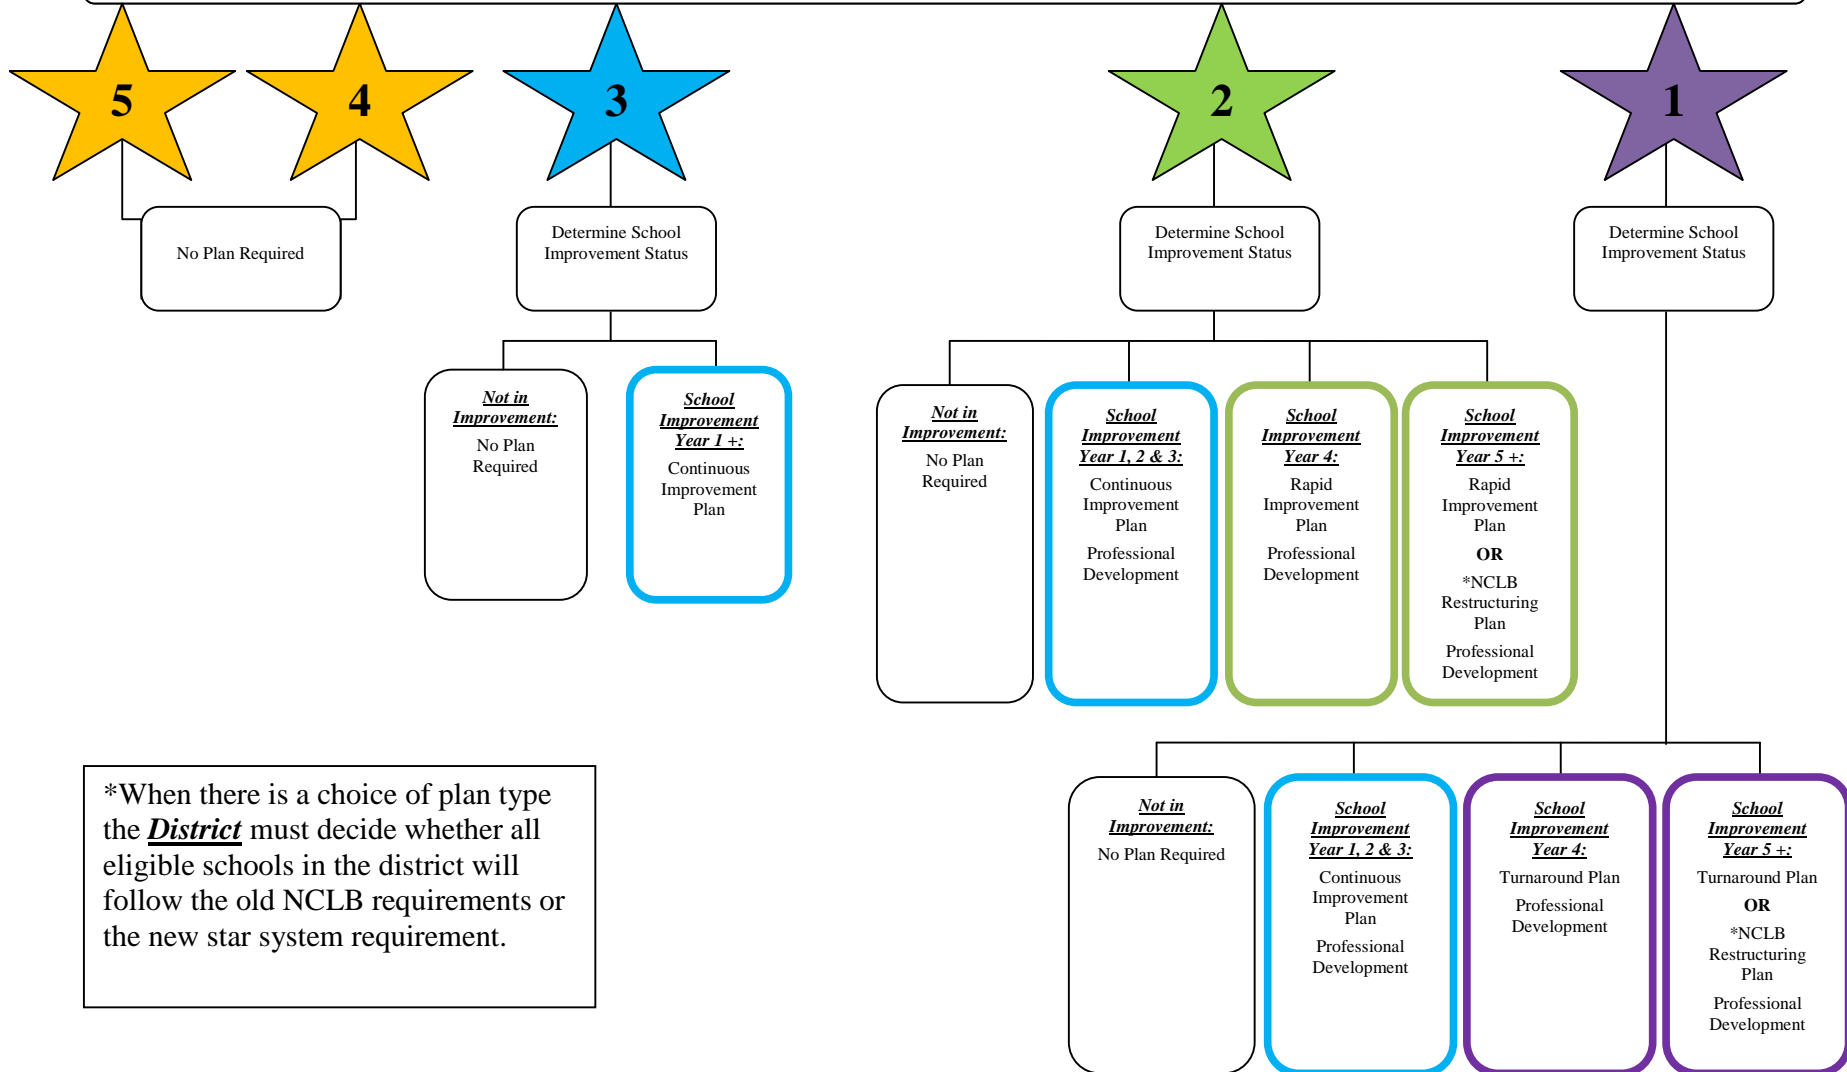 5
4
3
2
1
No Plan Required
Determine School
Improvement Status
Determine School
Improvement Status
Determine School
Improvement Status
Not in
Improvement:
No Plan
Required
School
Improvement
Year 1 +:
Continuous
Improvement
Plan
Not in
Improvement:
No Plan
Required
School
Improvement
Year 1, 2 & 3:
Continuous
Improvement
Plan
Professional
Development
School
Improvement
Year 4:
Rapid
Improvement
Plan
Professional
Development
School
Improvement
Year 5 +:
Rapid
Improvement
Plan
OR
*NCLB
Restructuring
Plan
Professional
Development
*When there is a choice of plan type
the District must decide whether all
eligible schools in the district will
follow the old NCLB requirements or
the new star system requirement.
Not in
Improvement:
No Plan Required
School
Improvement
Year 1, 2 & 3:
Continuous
Improvement
Plan
Professional
Development
School
Improvement
Year 4:
Turnaround Plan
Professional
Development
School
Improvement
Year 5 +:
Turnaround Plan
OR
*NCLB
Restructuring
Plan
Professional
Development